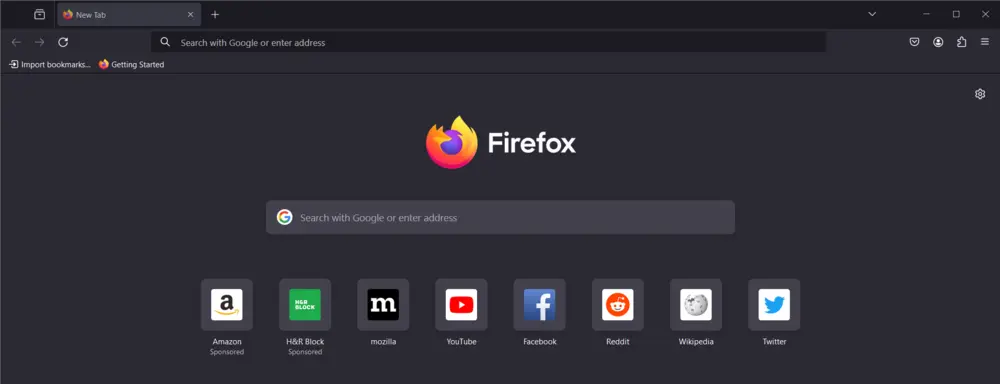 New Tab
Search with Google or enter address
Import bookmarks...
Getting Started
Firefox
Search with Google or enter address
a
H&R
BLOCK
m
f
Amazon
Sponsored
H&R Block
Sponsored
mozilla
YouTube
Facebook
Reddit
Wikipedia
Twitter